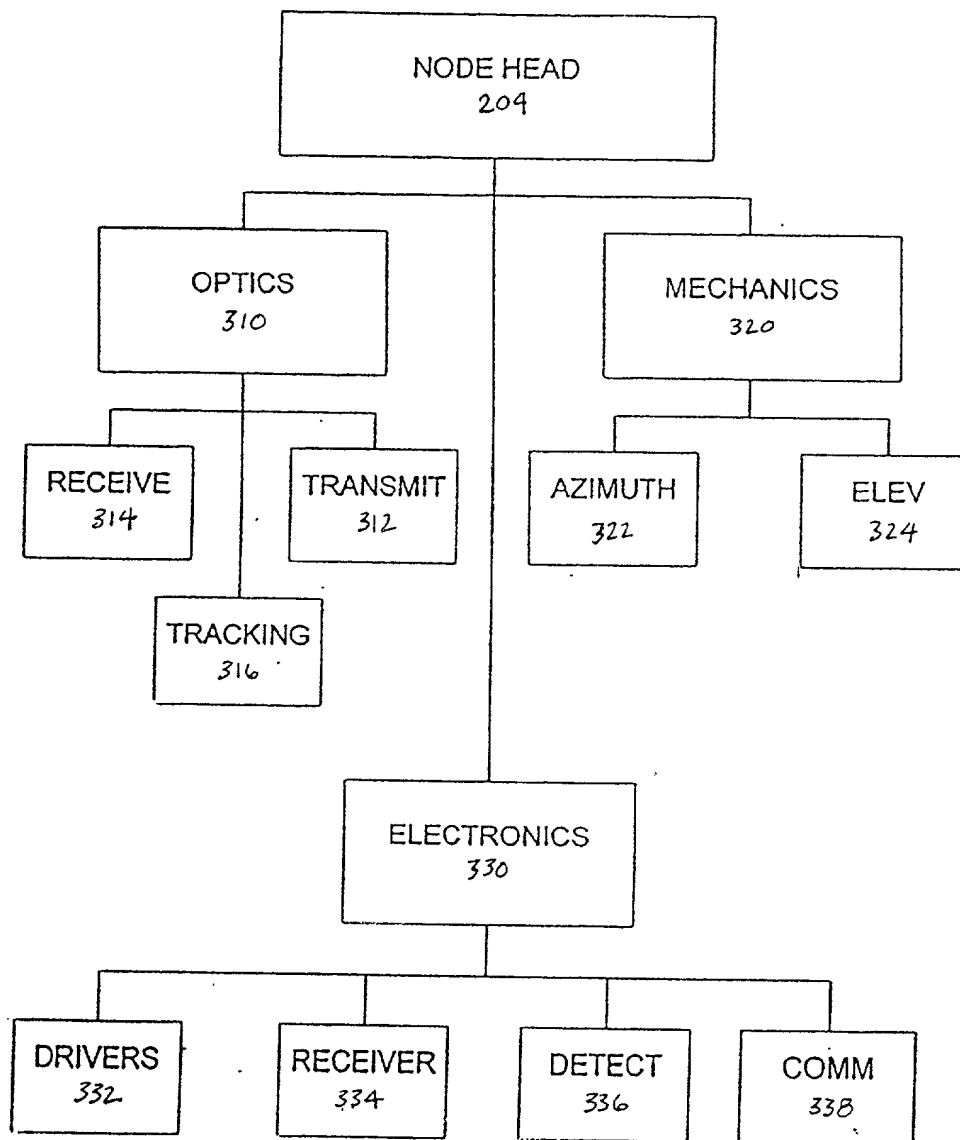 NODE HEAD
204
OPTICS
310
MECHANICS
320
RECEIVE
314
TRANSMIT
312
AZIMUTH
322
ELEV
324
TRACKING
316
ELECTRONICS
330
DRIVERS
332
RECEIVER
334
DETECT
336
COMM
338